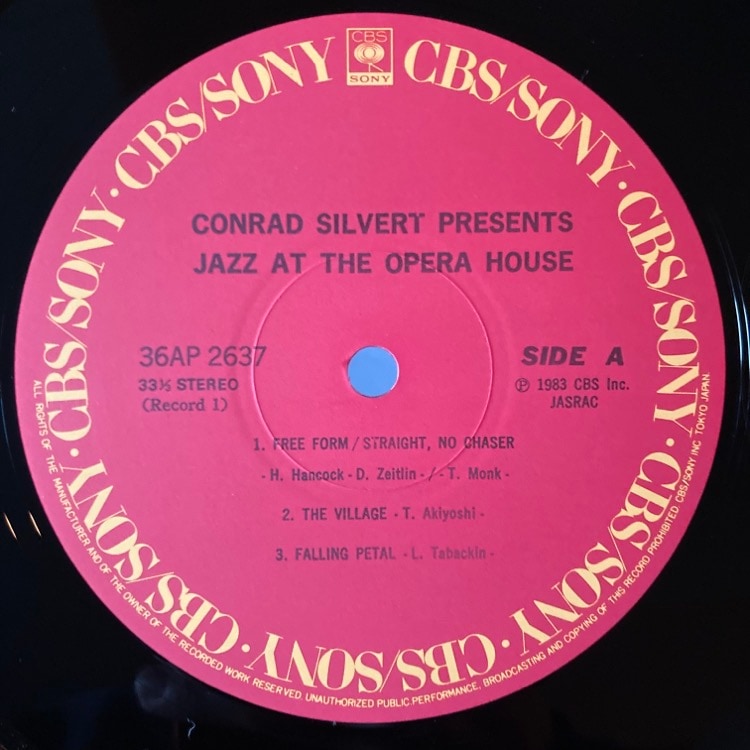 CBS
SONY
CBS/SONY · CBS/SONY · CBS/SONY · CBS/SONY · CBS/SONY · CBS/SONY · CBS/SONY · CBS/SONY
CONRAD SILVERT PRESENTS
JAZZ AT THE OPERA HOUSE
36AP 2637
33⅓ STEREO
(Record 1)
SIDE A
Ⓟ 1983 CBS Inc.
JASRAC
1. FREE FORM / STRAIGHT, NO CHASER
- H. Hancock - D. Zeitlin - / - T. Monk -
2. THE VILLAGE - T. Akiyoshi -
3. FALLING PETAL - L. Tabackin -
ALL RIGHTS OF THE MANUFACTURER AND OF THE OWNER OF THE RECORDED WORK RESERVED. UNAUTHORIZED PUBLIC PERFORMANCE, BROADCASTING AND COPYING OF THIS RECORD PROHIBITED. CBS/SONY INC. TOKYO JAPAN.